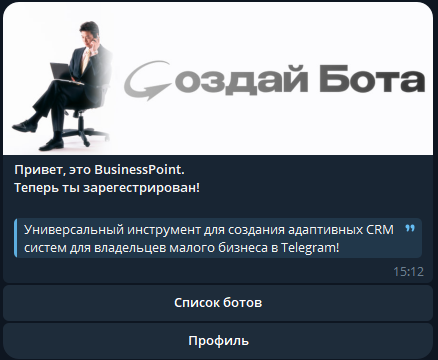 Создай Бота
Привет, это BusinessPoint.
Теперь ты зарегестрирован!
Универсальный инструмент для создания адаптивных CRM
систем для владельцев малого бизнеса в Telegram!
15:12
Список ботов
Профиль